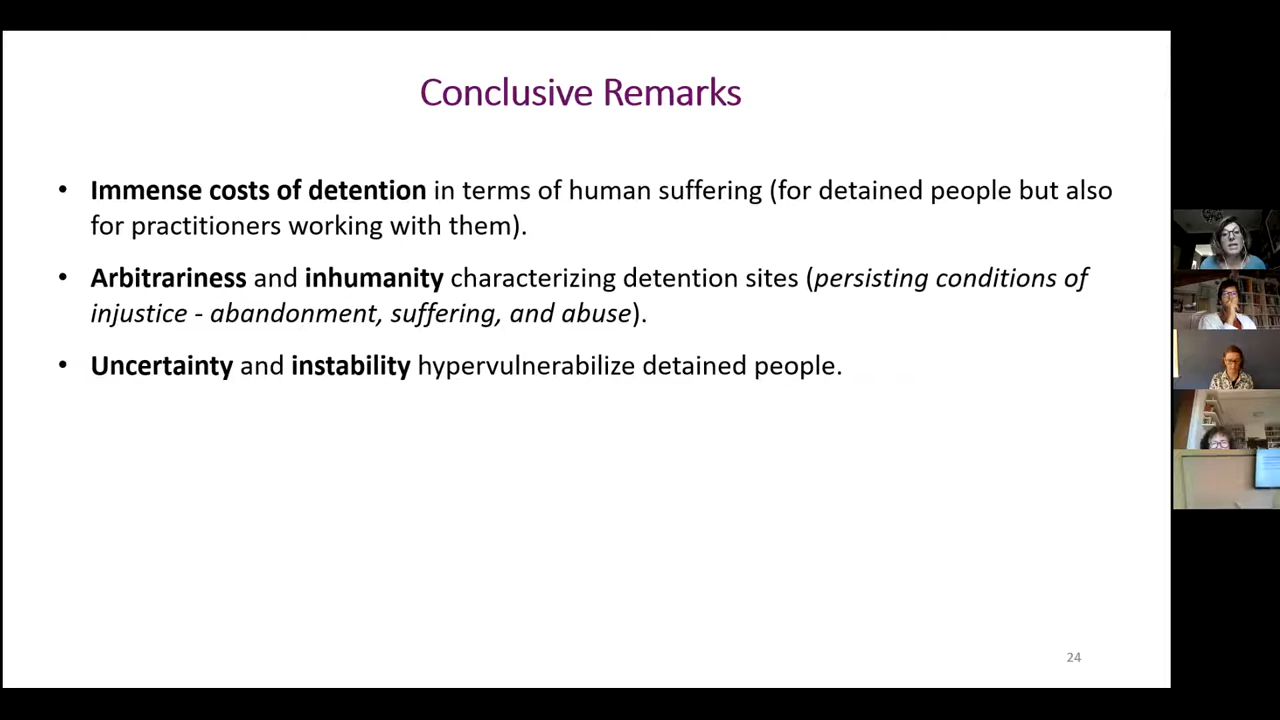 Conclusive Remarks
• Immense costs of detention in terms of human suffering (for detained people but also
for practitioners working with them).
• Arbitrariness and inhumanity characterizing detention sites (persisting conditions of
injustice - abandonment, suffering, and abuse).
• Uncertainty and instability hypervulnerabilize detained people.
24